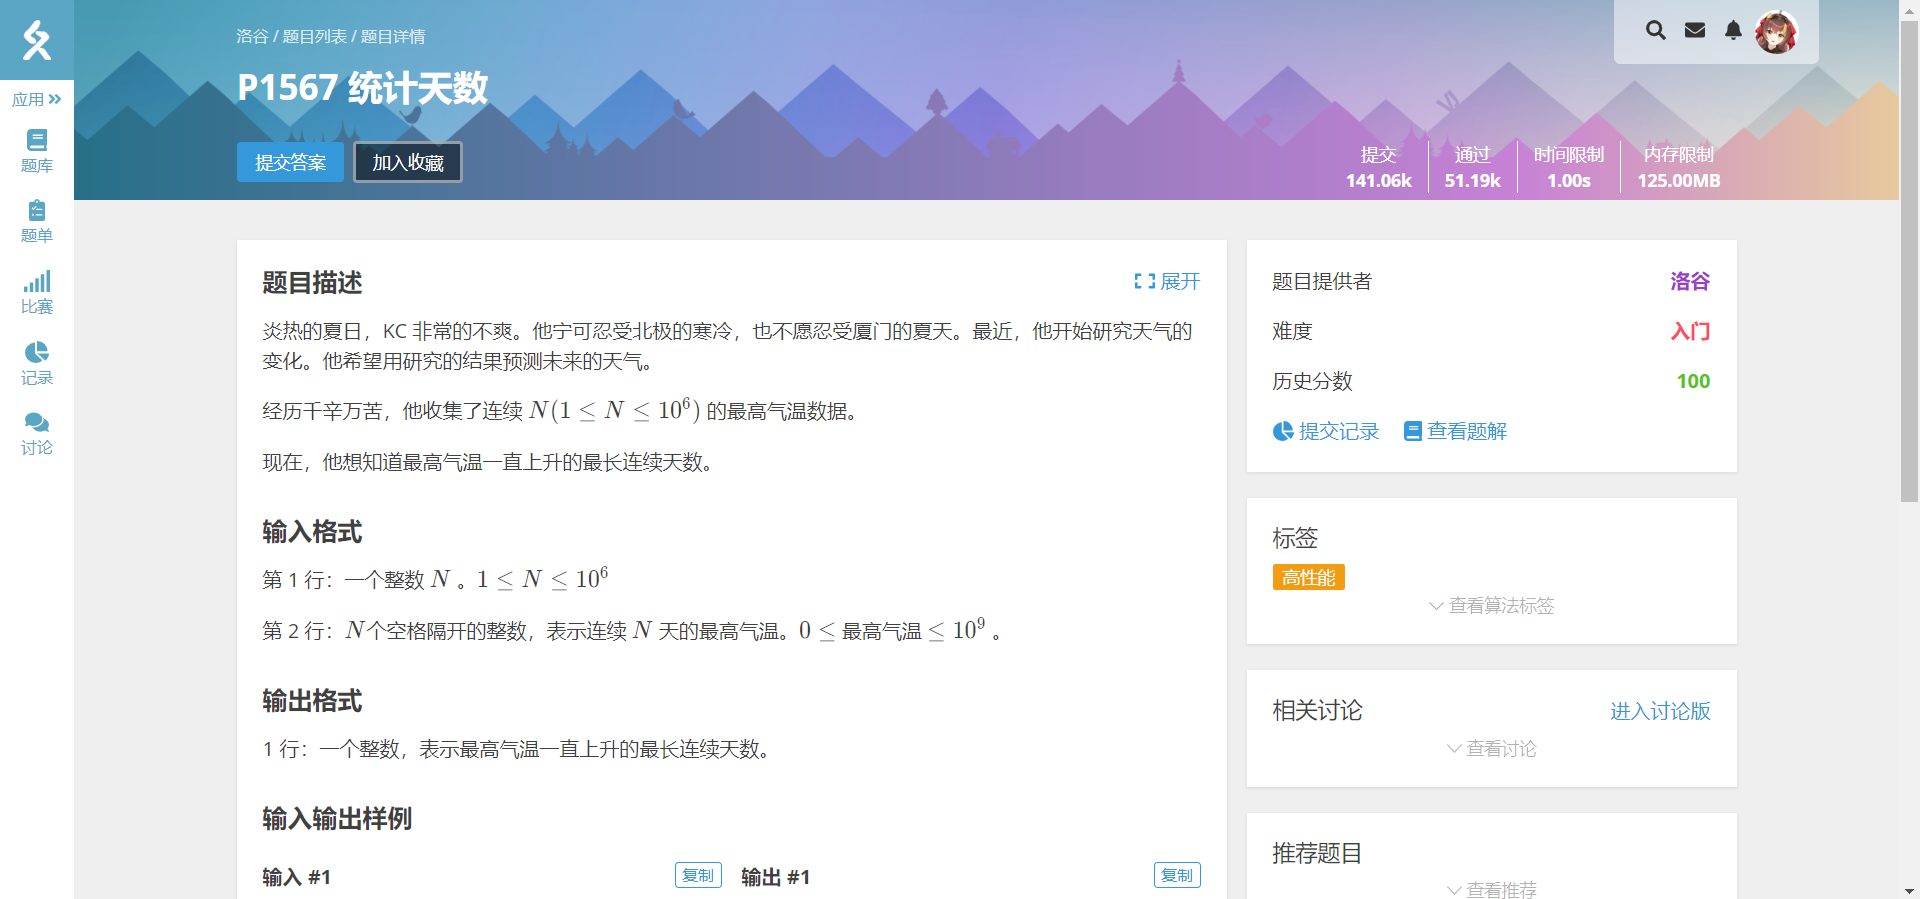 洛谷 / 题目列表 / 题目详情
P1567 统计天数
提交答案
加入收藏
提交
141.06k
通过
51.19k
时间限制
1.00s
内存限制
125.00MB
应用
题库
题单
比赛
记录
讨论
题目描述
展开
炎热的夏日，KC 非常的不爽。他宁可忍受北极的寒冷，也不愿忍受厦门的夏天。最近，他开始研究天气的
变化。他希望用研究的结果预测未来的天气。
经历千辛万苦，他收集了连续 N(1 ≤ N ≤ 10⁶) 的最高气温数据。
现在，他想知道最高气温一直上升的最长连续天数。
输入格式
第 1 行：一个整数 N 。1 ≤ N ≤ 10⁶
第 2 行：N个空格隔开的整数，表示连续 N 天的最高气温。0 ≤ 最高气温 ≤ 10⁹ 。
输出格式
1 行：一个整数，表示最高气温一直上升的最长连续天数。
输入输出样例
输入 #1
复制
输出 #1
复制
题目提供者
洛谷
难度
入门
历史分数
100
提交记录
查看题解
标签
高性能
查看算法标签
相关讨论
进入讨论版
查看讨论
推荐题目
查看推荐